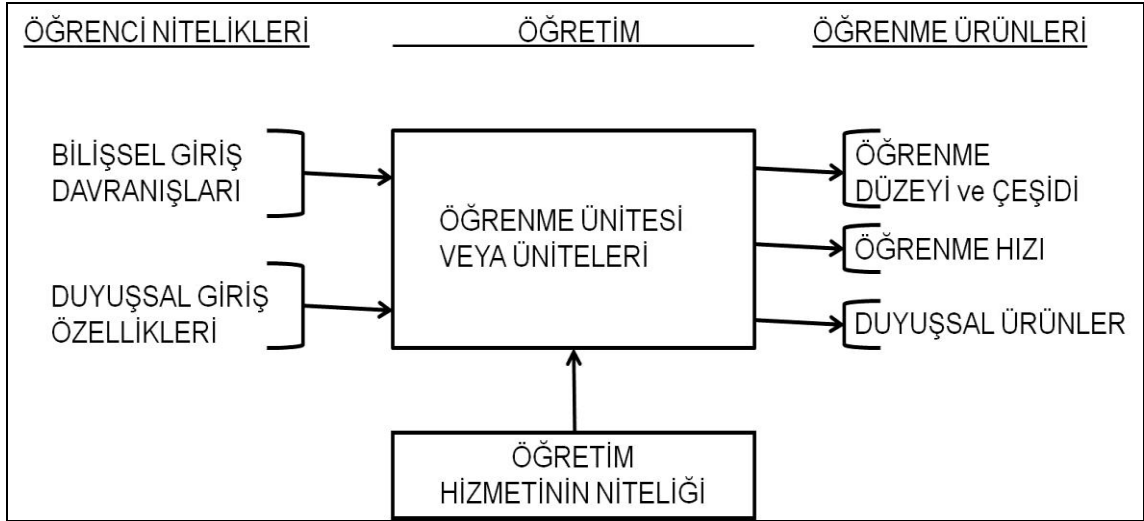 ÖĞRENCİ NİTELİKLERİ
ÖĞRETİM
ÖĞRENME ÜRÜNLERİ
BİLİŞSEL GİRİŞ
DAVRANIŞLARI
DUYUŞSAL GİRİŞ
ÖZELLİKLERİ
ÖĞRENME ÜNİTESİ
VEYA ÜNİTELERİ
ÖĞRENME
DÜZEYİ ve ÇEŞİDİ
ÖĞRENME HIZI
DUYUŞSAL ÜRÜNLER
ÖĞRETİM
HİZMETİNİN NİTELİĞİ